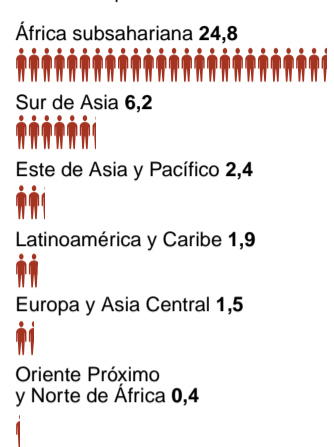 África subsahariana 24,8
Sur de Asia 6,2
Este de Asia y Pacífico 2,4
Latinoamérica y Caribe 1,9
Europa y Asia Central 1,5
Oriente Próximo
y Norte de África 0,4